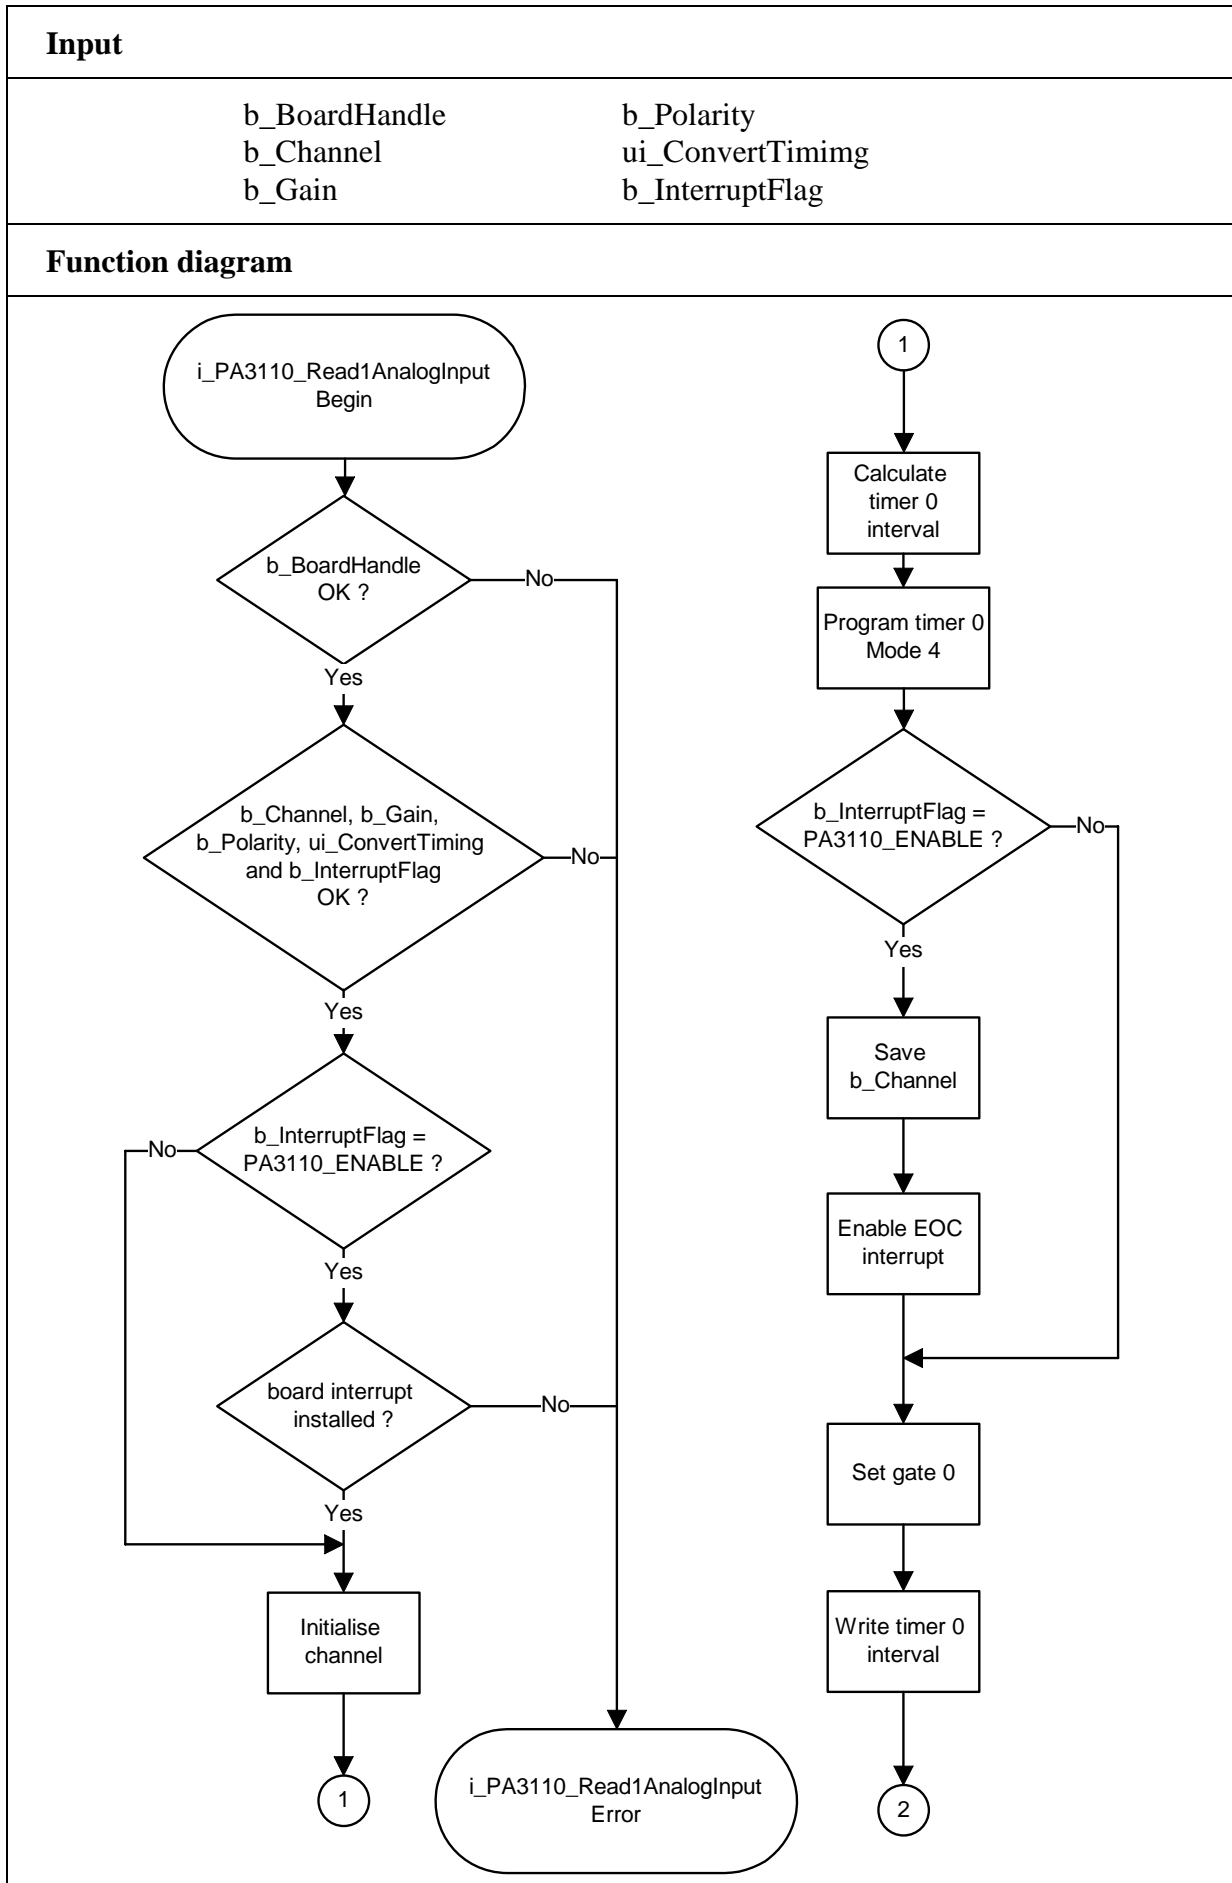 Input
b_BoardHandle
b_Polarity
b_Channel
ui_ConvertTimimg
b_Gain
b_InterruptFlag
Function diagram
i_PA3110_Read1AnalogInput
Begin
b_BoardHandle
OK ?
No
Yes
b_Channel, b_Gain,
b_Polarity, ui_ConvertTiming
and b_InterruptFlag
OK ?
No
Yes
b_InterruptFlag =
PA3110_ENABLE ?
No
Yes
board interrupt
installed ?
No
Yes
Initialise
channel
1
i_PA3110_Read1AnalogInput
Error
1
Calculate
timer 0
interval
Program timer 0
Mode 4
b_InterruptFlag =
PA3110_ENABLE ?
No
Yes
Save
b_Channel
Enable EOC
interrupt
Set gate 0
Write timer 0
interval
2